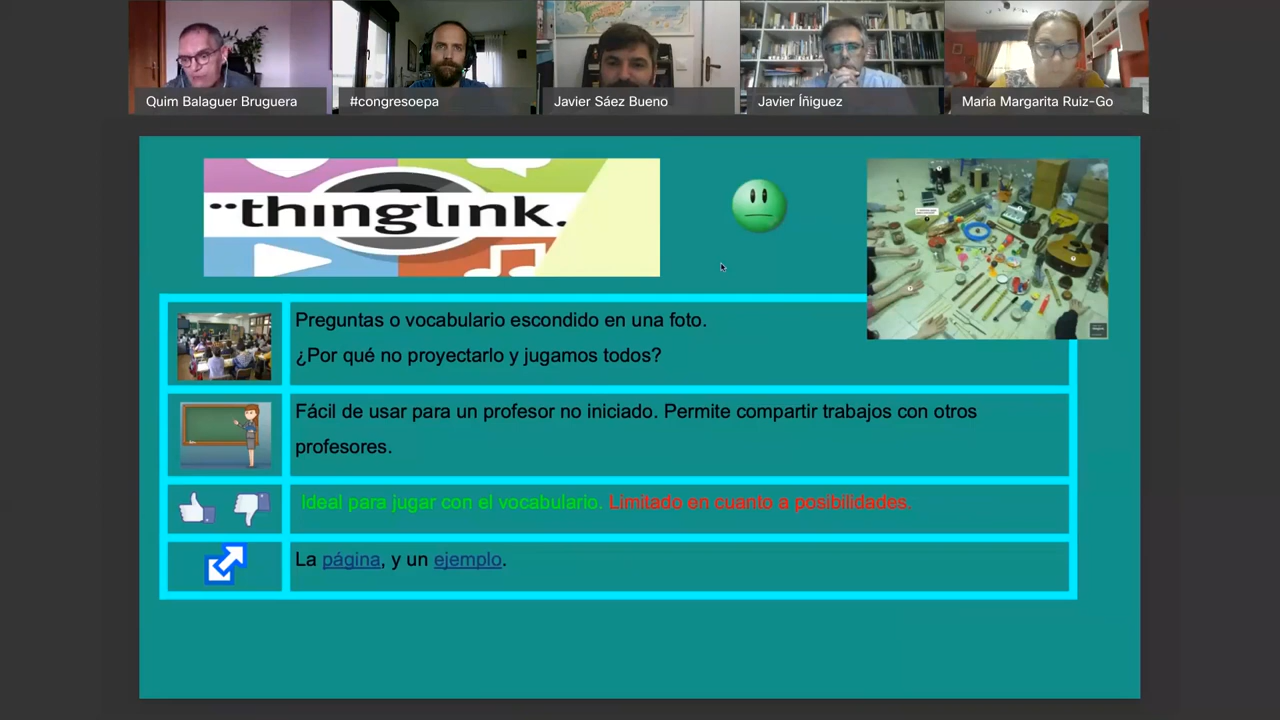 Quim Balaguer Bruguera
#congresoepa
Javier Sáez Bueno
Javier Íñiguez
Maria Margarita Ruiz-Go
thinglink.
Preguntas o vocabulario escondido en una foto.
¿Por qué no proyectarlo y jugamos todos?
Fácil de usar para un profesor no iniciado. Permite compartir trabajos con otros
profesores.
Ideal para jugar con el vocabulario. Limitado en cuanto a posibilidades.
La página, y un ejemplo.